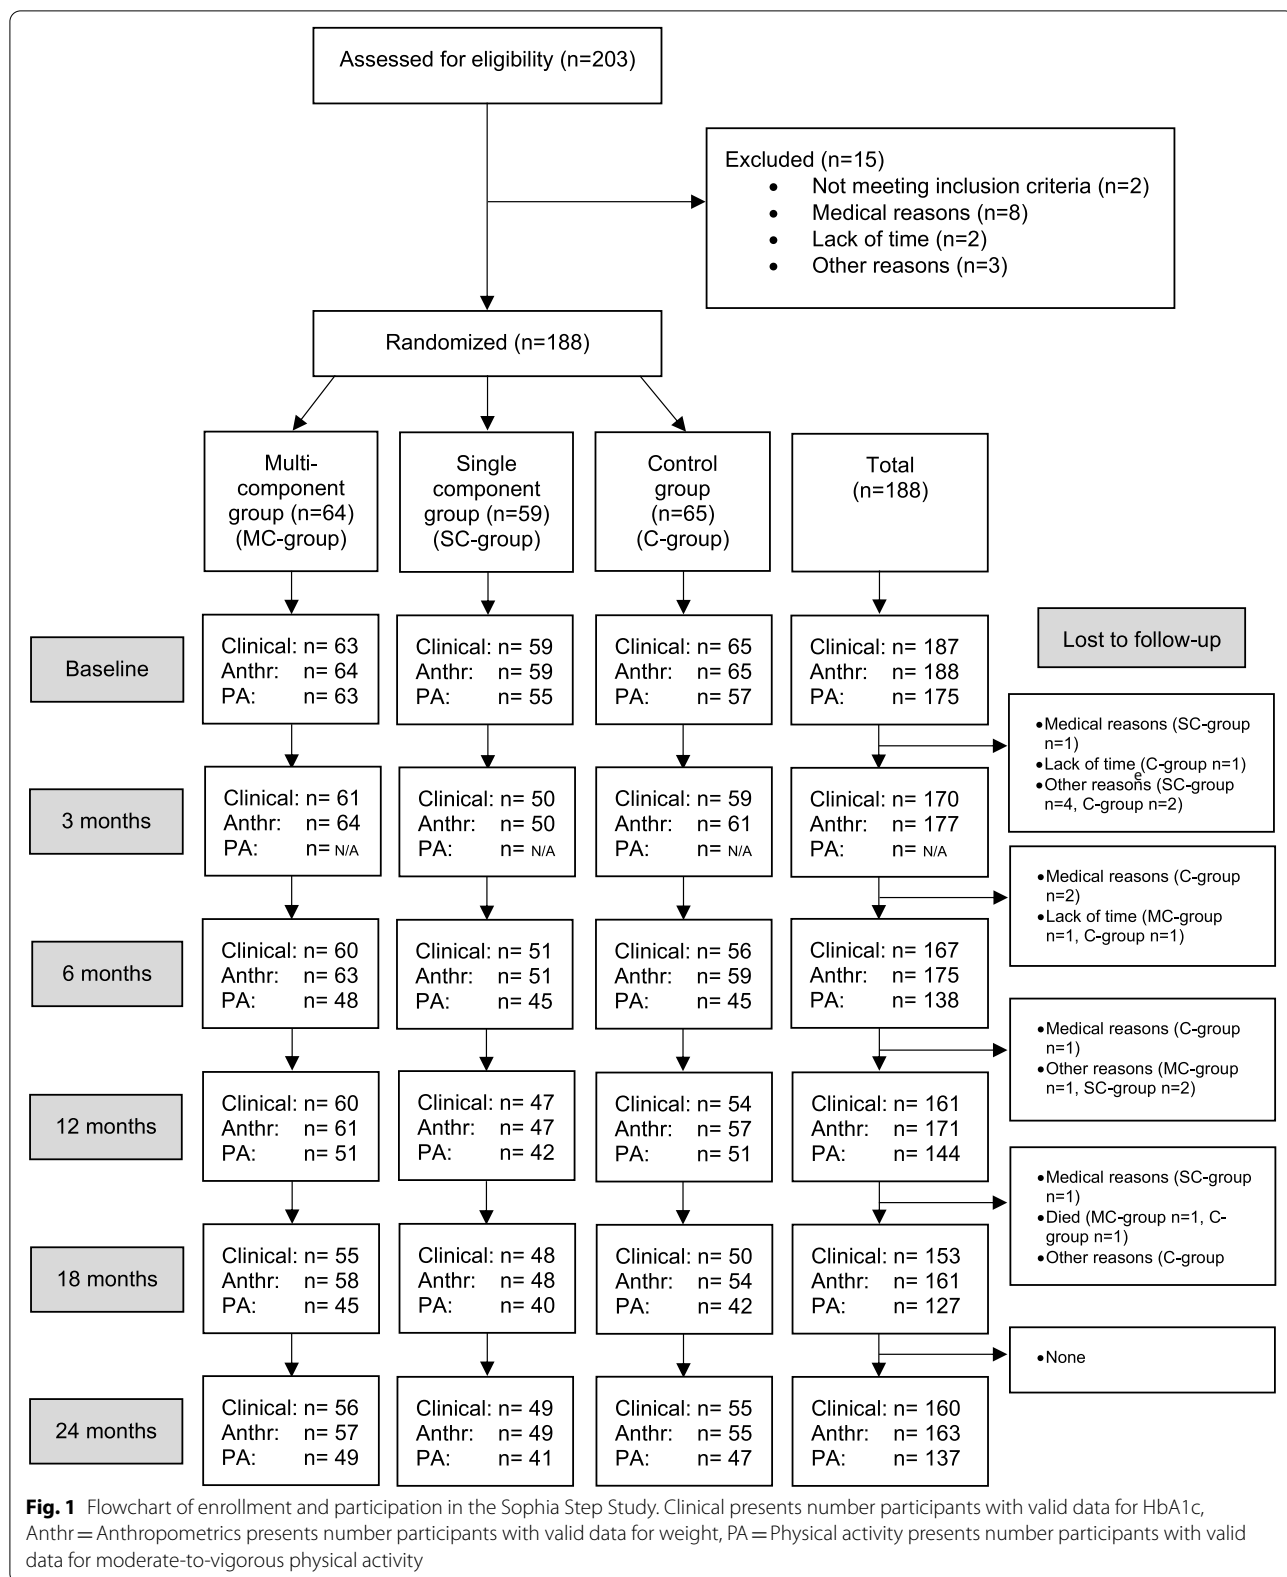 Assessed for eligibility (n=203)
Excluded (n=15)
• Not meeting inclusion criteria (n=2)
• Medical reasons (n=8)
• Lack of time (n=2)
• Other reasons (n=3)
Randomized (n=188)
Multi-
component
group (n=64)
(MC-group)
Single
component
group (n=59)
(SC-group)
Control
group
(n=65)
(C-group)
Total
(n=188)
Baseline
Clinical: n= 63
Anthr: n= 64
PA: n= 63
Clinical: n= 59
Anthr: n= 59
PA: n= 55
Clinical: n= 65
Anthr: n= 65
PA: n= 57
Clinical: n= 187
Anthr: n= 188
PA: n= 175
Lost to follow-up
•Medical reasons (SC-group
n=1)
•Lack of time (C-group n=1)
e
•Other reasons (SC-group
n=4, C-group n=2)
3 months
Clinical: n= 61
Anthr: n= 64
PA: n= N/A
Clinical: n= 50
Anthr: n= 50
PA: n= N/A
Clinical: n= 59
Anthr: n= 61
PA: n= N/A
Clinical: n= 170
Anthr: n= 177
PA: n= N/A
•Medical reasons (C-group
n=2)
•Lack of time (MC-group
n=1, C-group n=1)
6 months
Clinical: n= 60
Anthr: n= 63
PA: n= 48
Clinical: n= 51
Anthr: n= 51
PA: n= 45
Clinical: n= 56
Anthr: n= 59
PA: n= 45
Clinical: n= 167
Anthr: n= 175
PA: n= 138
•Medical reasons (C-group
n=1)
•Other reasons (MC-group
n=1, SC-group n=2)
12 months
Clinical: n= 60
Anthr: n= 61
PA: n= 51
Clinical: n= 47
Anthr: n= 47
PA: n= 42
Clinical: n= 54
Anthr: n= 57
PA: n= 51
Clinical: n= 161
Anthr: n= 171
PA: n= 144
•Medical reasons (SC-group
n=1)
•Died (MC-group n=1, C-
group n=1)
•Other reasons (C-group
18 months
Clinical: n= 55
Anthr: n= 58
PA: n= 45
Clinical: n= 48
Anthr: n= 48
PA: n= 40
Clinical: n= 50
Anthr: n= 54
PA: n= 42
Clinical: n= 153
Anthr: n= 161
PA: n= 127
•None
24 months
Clinical: n= 56
Anthr: n= 57
PA: n= 49
Clinical: n= 49
Anthr: n= 49
PA: n= 41
Clinical: n= 55
Anthr: n= 55
PA: n= 47
Clinical: n= 160
Anthr: n= 163
PA: n= 137
Fig. 1 Flowchart of enrollment and participation in the Sophia Step Study. Clinical presents number participants with valid data for HbA1c,
Anthr = Anthropometrics presents number participants with valid data for weight, PA = Physical activity presents number participants with valid
data for moderate-to-vigorous physical activity